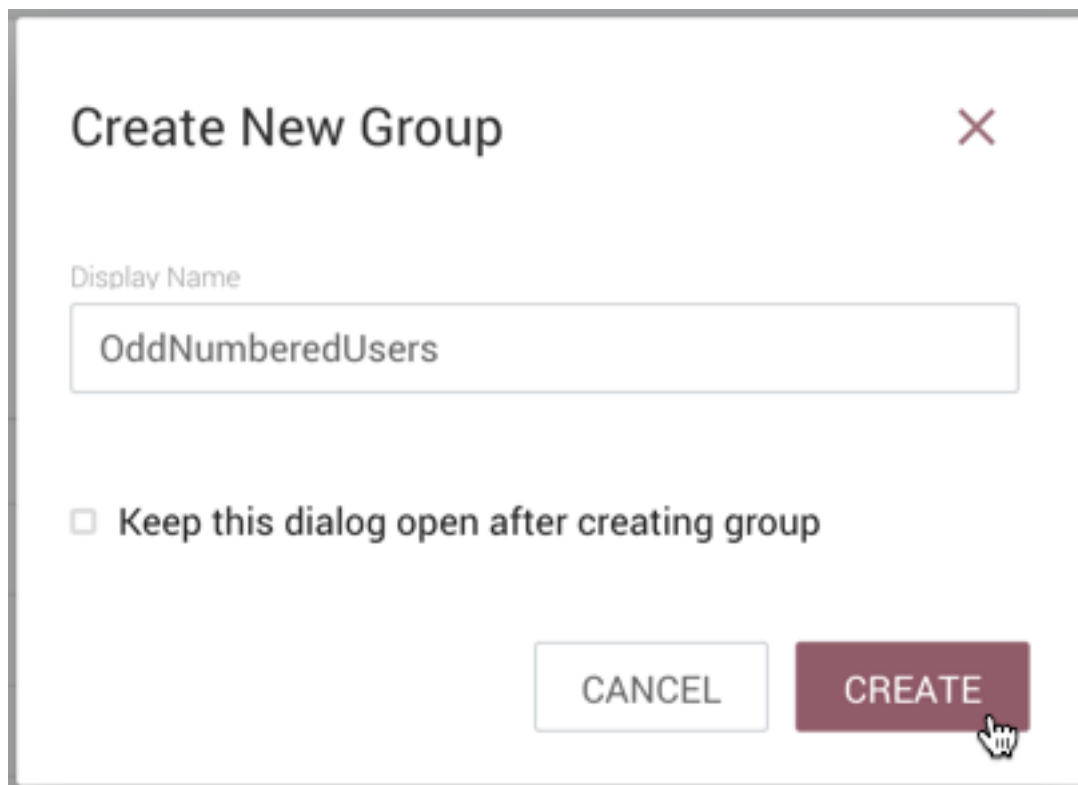 Create New Group
Display Name
OddNumberedUsers
Keep this dialog open after creating group
CANCEL
CREATE